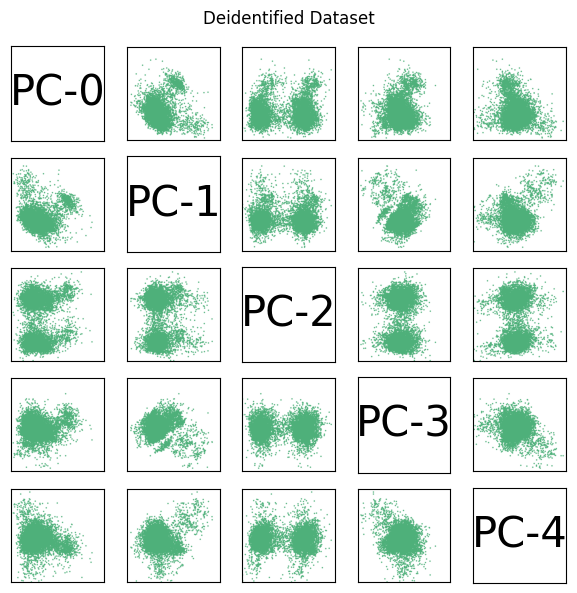 Deidentified Dataset
PC-0
PC-1
PC-2
PC-3
PC-4